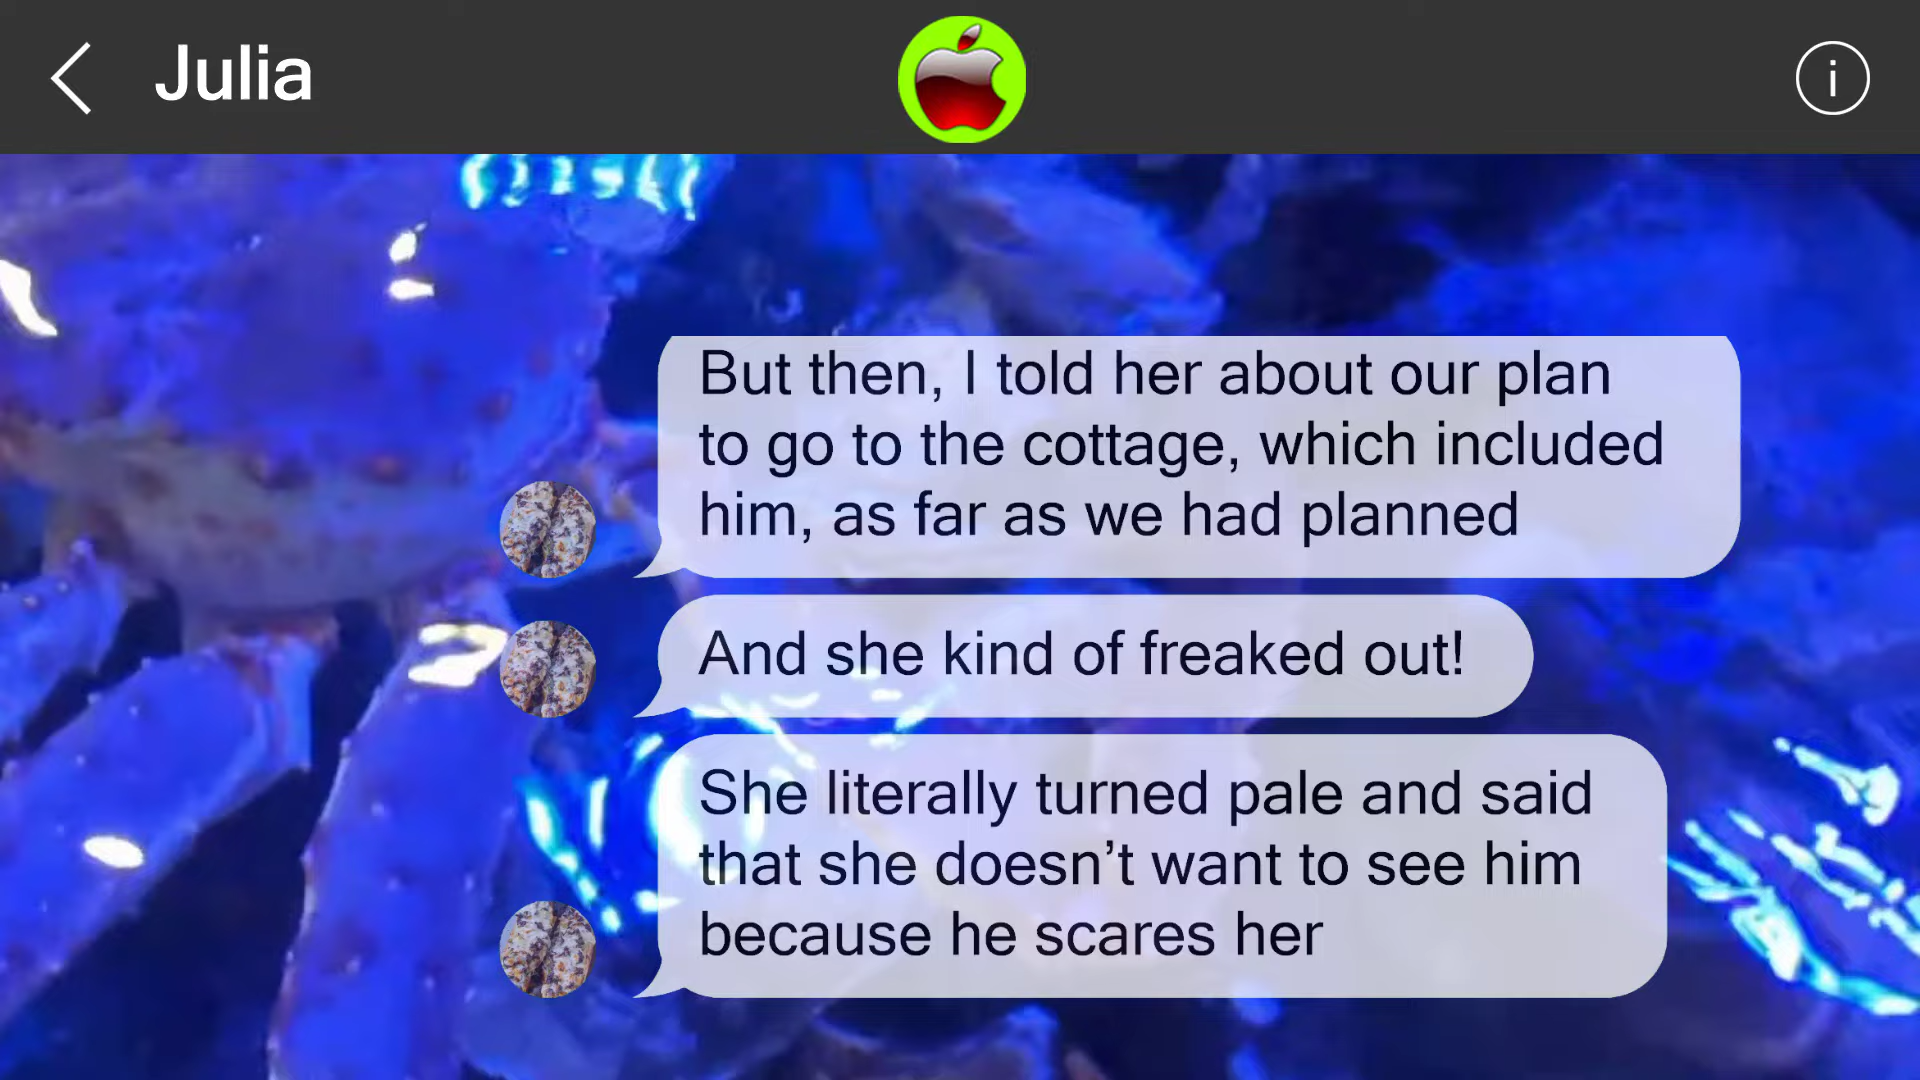 Julia
But then, I told her about our plan
to go to the cottage, which included
him, as far as we had planned
And she kind of freaked out!
She literally turned pale and said
that she doesn’t want to see him
because he scares her